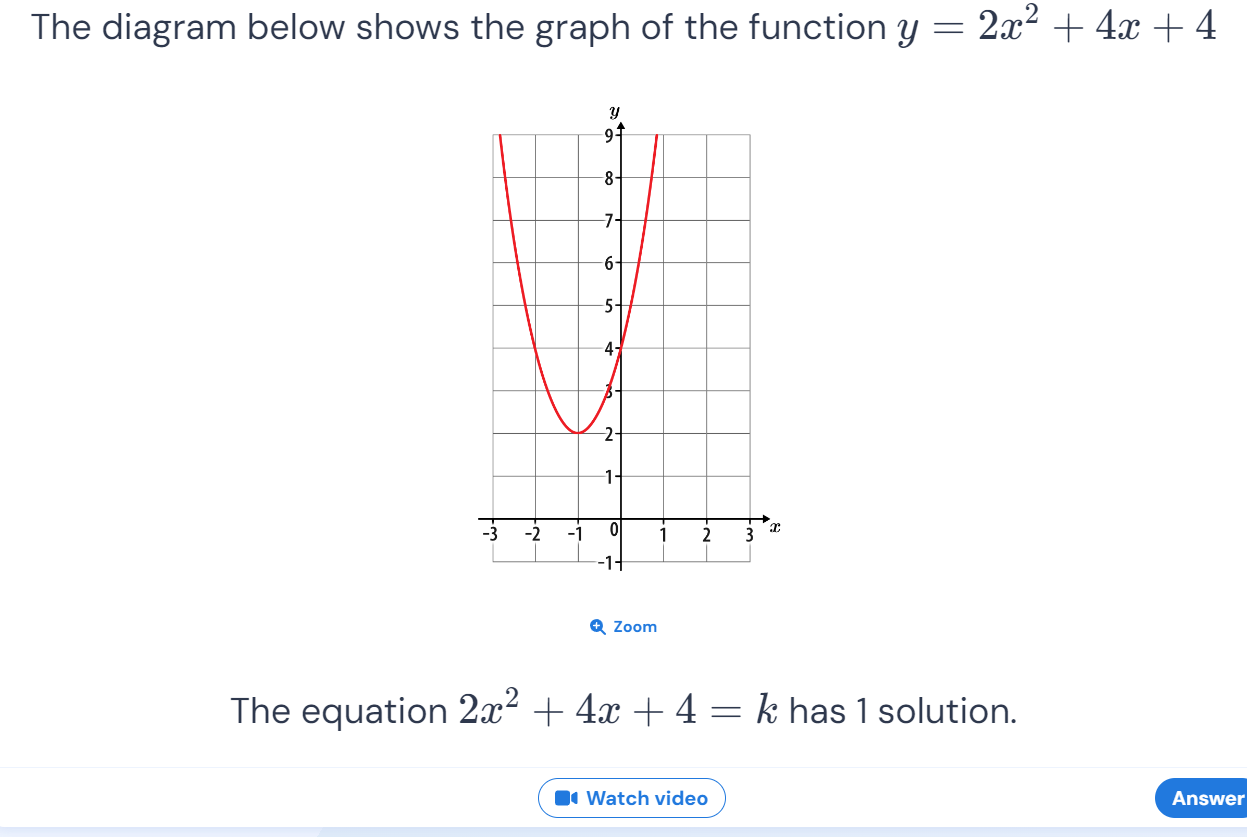 The diagram below shows the graph of the function y = 2x² + 4x + 4
y
9
8
7
6
5
4
3
2
1
-3 -2 -1 0 1 2 3 x
-1
Zoom
The equation 2x² + 4x + 4 = k has 1 solution.
Watch video
Answer